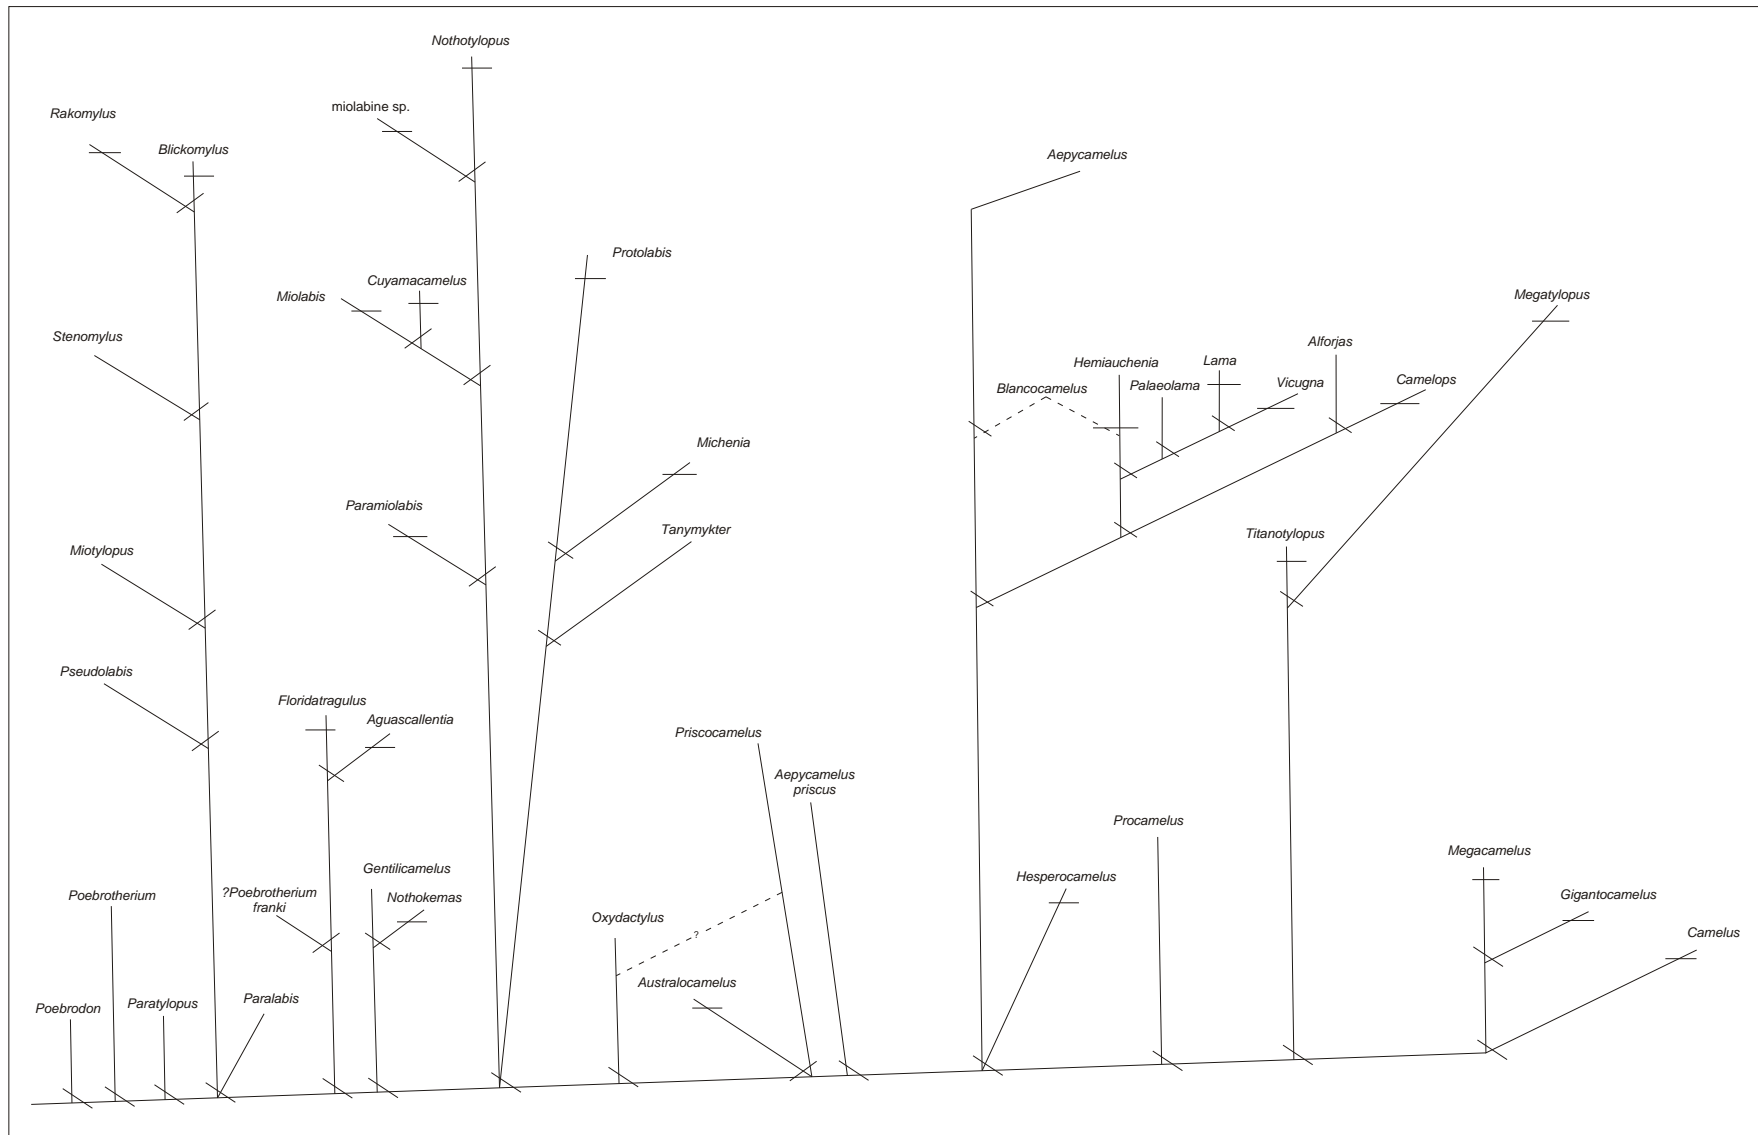 Nothotylopus
miolabine sp.
Rakomylus
Blickomylus
Aepycamelus
Protolabis
Cuyamacamelus
Miolabis
Megatylopus
Stenomylus
Alforjas
Hemiauchenia
Lama
Palaeolama
Vicugna
Camelops
Blancocamelus
Michenia
Paramiolabis
Tanymykter
Titanotylopus
Miotylopus
Pseudolabis
Floridatragulus
Aguascallentia
Priscocamelus
Aepycamelus
priscus
Procamelus
Megacamelus
Gentilicamelus
Hesperocamelus
Poebrotherium
?Poebrotherium
franki
Nothokemas
Gigantocamelus
Oxydactylus
?
Camelus
Australocamelus
Poebrodon
Paratylopus
Paralabis